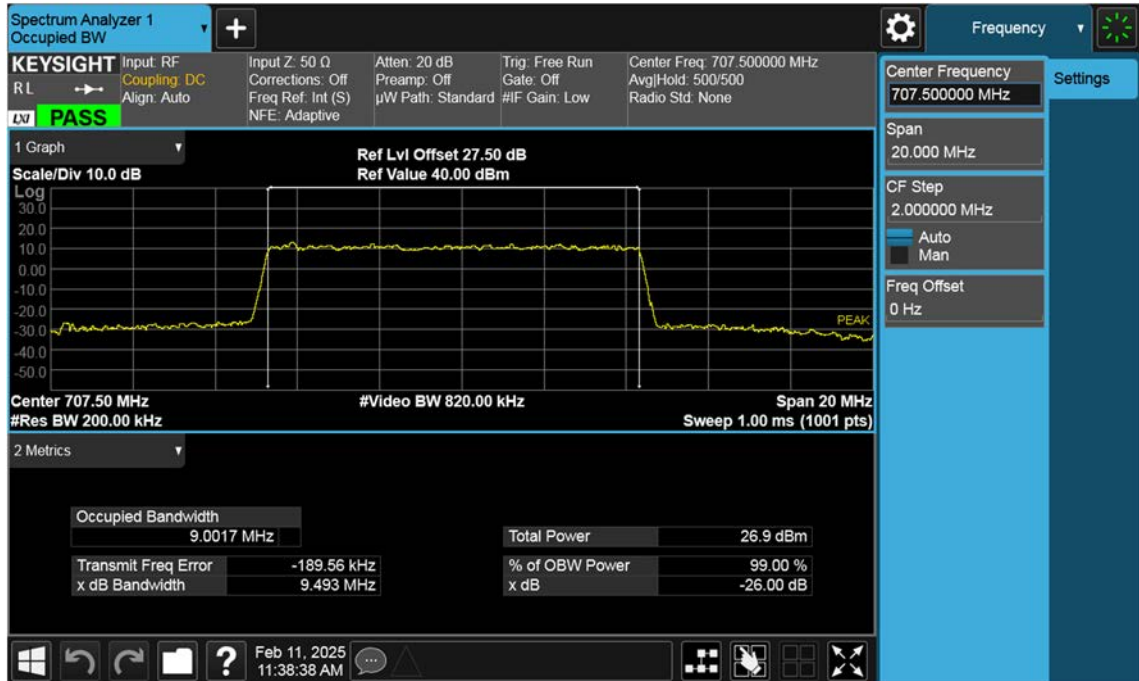 Spectrum Analyzer 1
Occupied BW
Frequency
KEYSIGHT
R L
LXI
PASS
Input: RF
Coupling: DC
Align: Auto
Input Z: 50 Ω
Corrections: Off
Freq Ref: Int (S)
NFE: Adaptive
Atten: 20 dB
Preamp: Off
µW Path: Standard
Trig: Free Run
Gate: Off
#IF Gain: Low
Center Freq: 707.500000 MHz
Avg|Hold: 500/500
Radio Std: None
Center Frequency
707.500000 MHz
Settings
Span
20.000 MHz
CF Step
2.000000 MHz
Auto
Man
Freq Offset
0 Hz
1 Graph
Scale/Div 10.0 dB
Ref Lvl Offset 27.50 dB
Ref Value 40.00 dBm
Log
30.0
20.0
10.0
0.00
-10.0
-20.0
-30.0
-40.0
-50.0
PEAK
Center 707.50 MHz
#Video BW 820.00 kHz
Span 20 MHz
#Res BW 200.00 kHz
Sweep 1.00 ms (1001 pts)
2 Metrics
Occupied Bandwidth
9.0017 MHz
Total Power 26.9 dBm
Transmit Freq Error -189.56 kHz
% of OBW Power 99.00 %
x dB Bandwidth 9.493 MHz
x dB -26.00 dB
?
Feb 11, 2025
11:38:38 AM